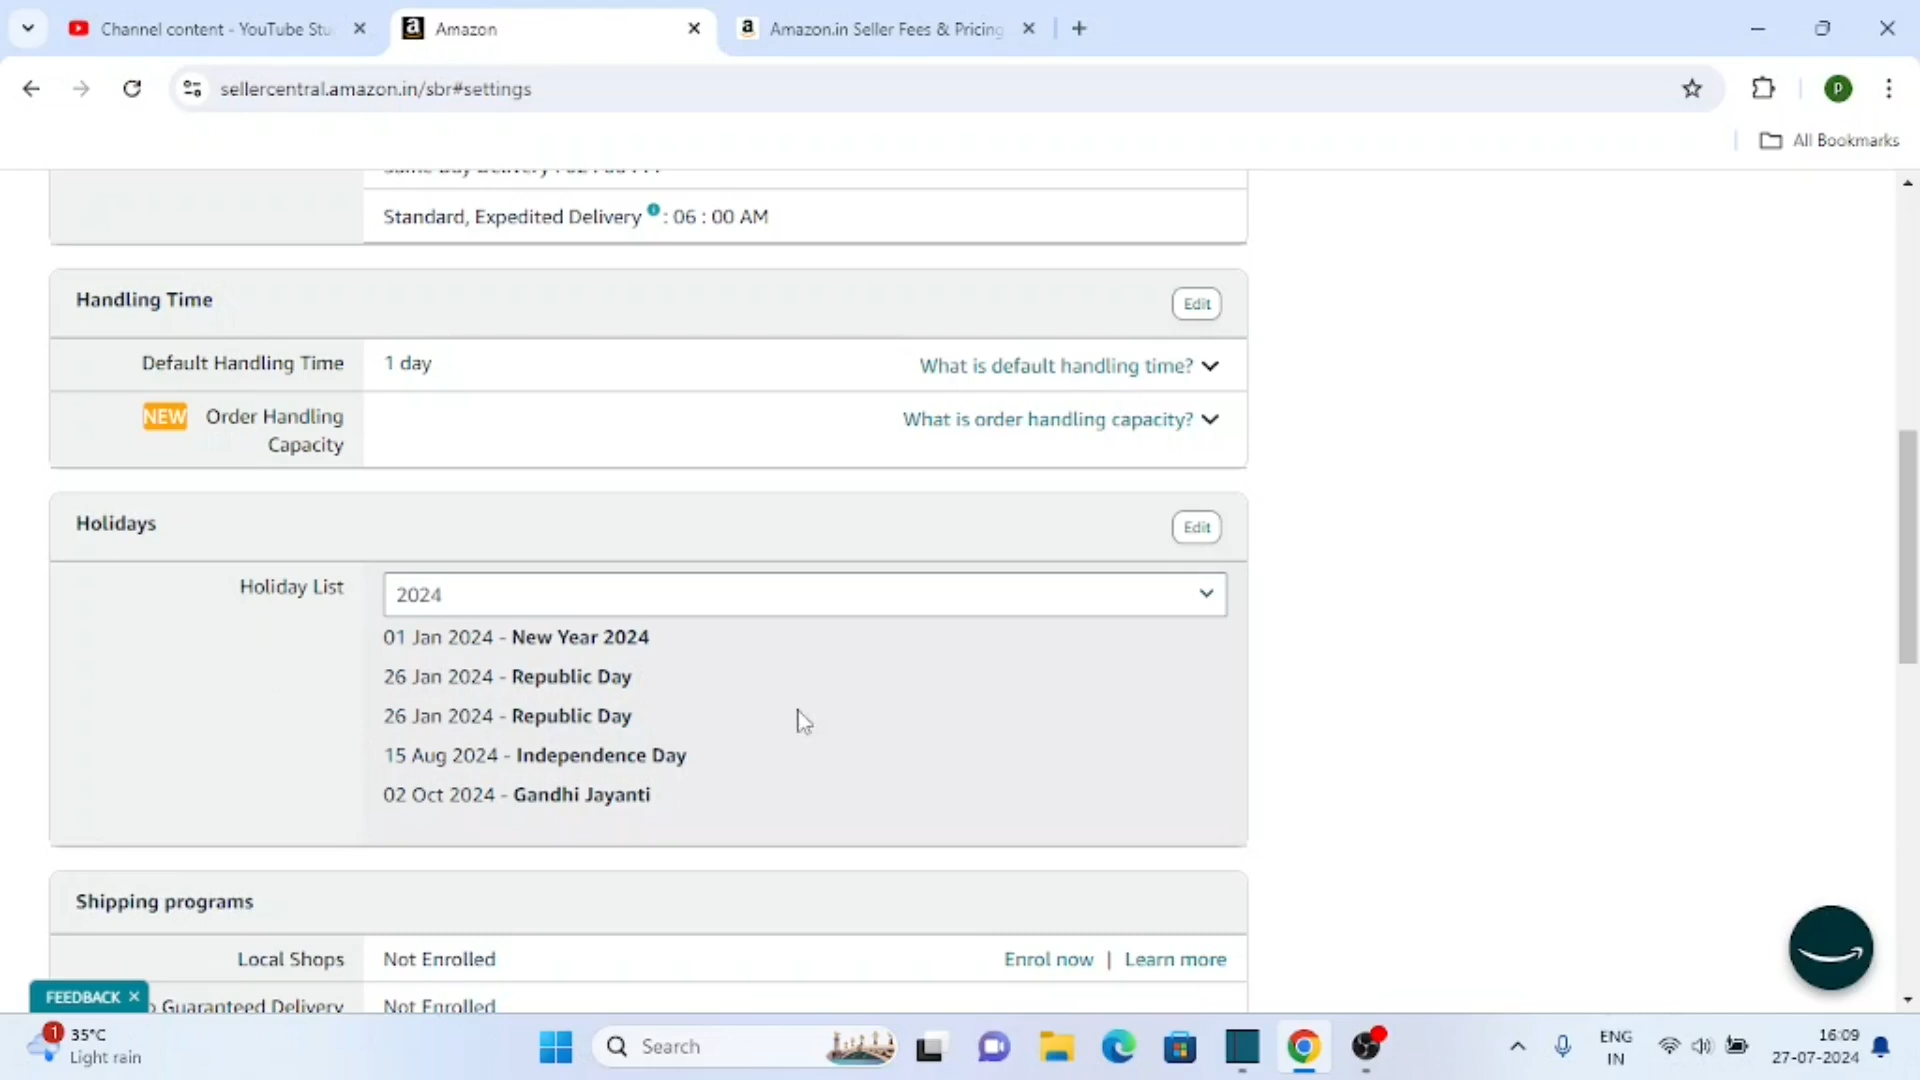 Channel content - YouTube Stu
Amazon
Amazon.in Seller Fees & Pricing
sellercentral.amazon.in/sbr#settings
P
All Bookmarks
Standard, Expedited Delivery : 06 : 00 AM
Handling Time
Edit
Default Handling Time
1 day
What is default handling time?
NEW
Order Handling
Capacity
What is order handling capacity?
Holidays
Edit
Holiday List
2024
01 Jan 2024 - New Year 2024
26 Jan 2024 - Republic Day
26 Jan 2024 - Republic Day
15 Aug 2024 - Independence Day
02 Oct 2024 - Gandhi Jayanti
Shipping programs
Local Shops
Not Enrolled
Enrol now | Learn more
FEEDBACK
Guaranteed Delivery
Not Enrolled
1
35°C
Light rain
Search
ENG
IN
16:09
27-07-2024